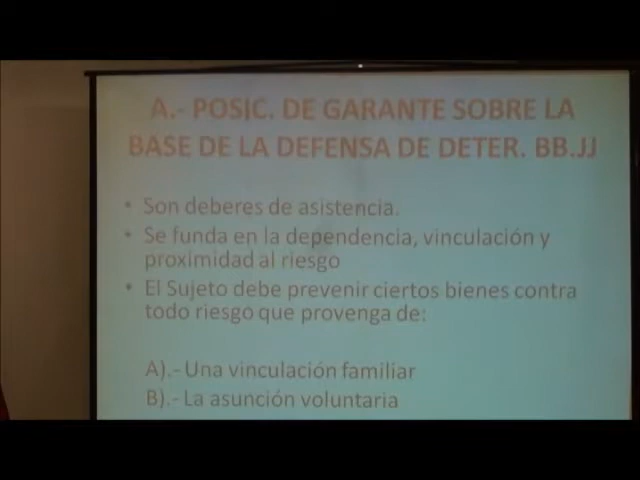 A.- POSIC. DE GARANTE SOBRE LA
BASE DE LA DEFENSA DE DETER. BB.JJ
• Son deberes de asistencia.
• Se funda en la dependencia, vinculación y
proximidad al riesgo
• El Sujeto debe prevenir ciertos bienes contra
todo riesgo que provenga de:
A).- Una vinculación familiar
B).- La asunción voluntaria